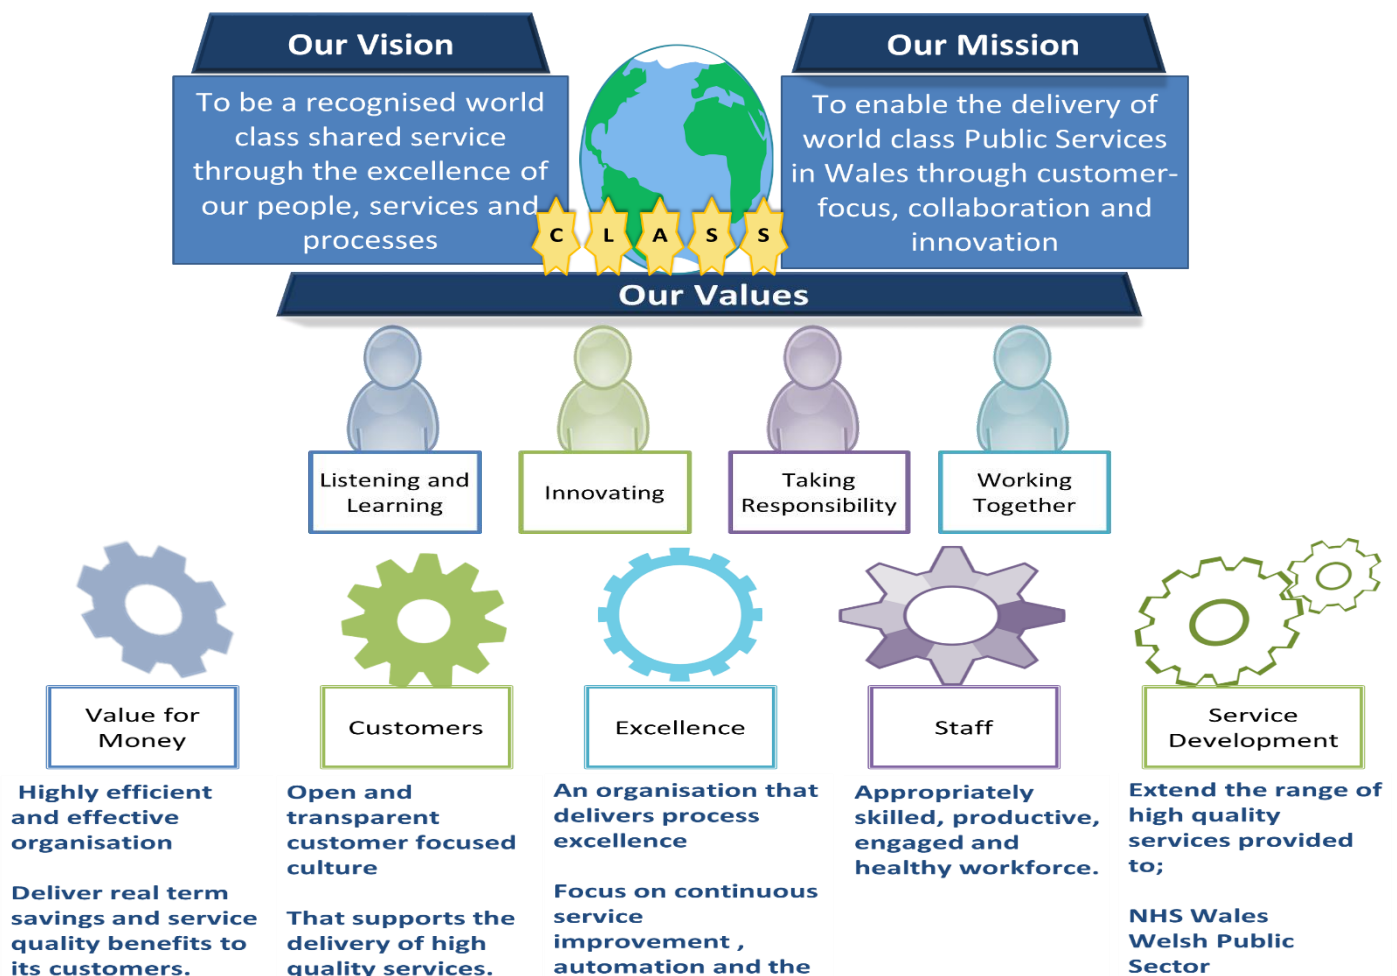 Our Vision
To be a recognised world
class shared service
through the excellence of
our people, services and
processes
Our Mission
To enable the delivery of
world class Public Services
in Wales through customer-
focus, collaboration and
innovation
C L A S S
Our Values
Listening and
Learning
Innovating
Taking
Responsibility
Working
Together
Value for
Money
Highly efficient
and effective
organisation
Deliver real term
savings and service
quality benefits to
its customers.
Customers
Open and
transparent
customer focused
culture
That supports the
delivery of high
quality services.
Excellence
An organisation that
delivers process
excellence
Focus on continuous
service
improvement ,
automation and the
Staff
Appropriately
skilled, productive,
engaged and
healthy workforce.
Service
Development
Extend the range of
high quality
services provided
to;
NHS Wales
Welsh Public
Sector